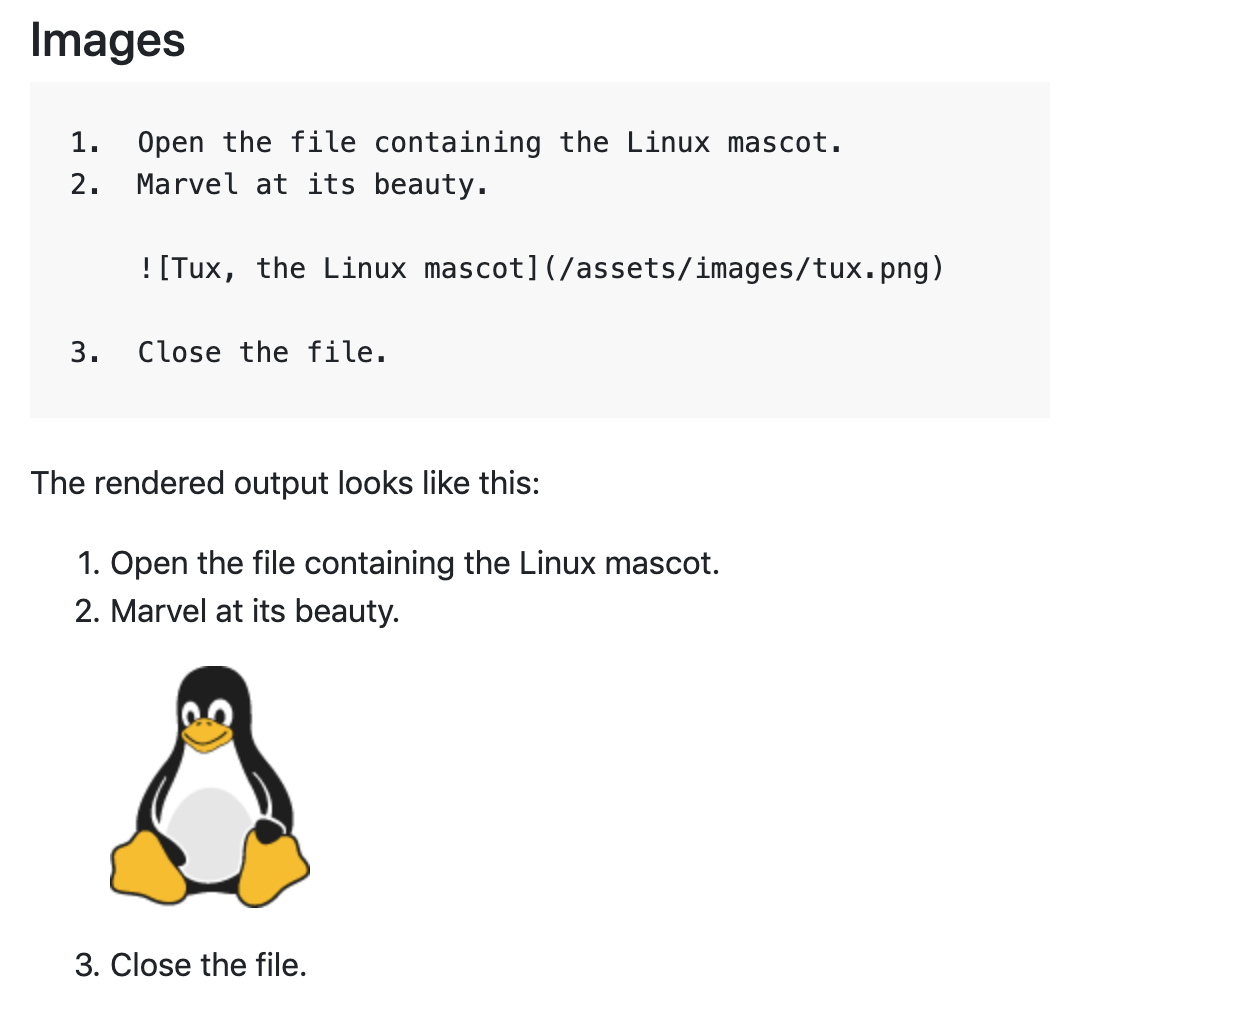 Images
1.  Open the file containing the Linux mascot.
2.  Marvel at its beauty.
![Tux, the Linux mascot](/assets/images/tux.png)
3.  Close the file.
The rendered output looks like this:
1. Open the file containing the Linux mascot.
2. Marvel at its beauty.
3. Close the file.